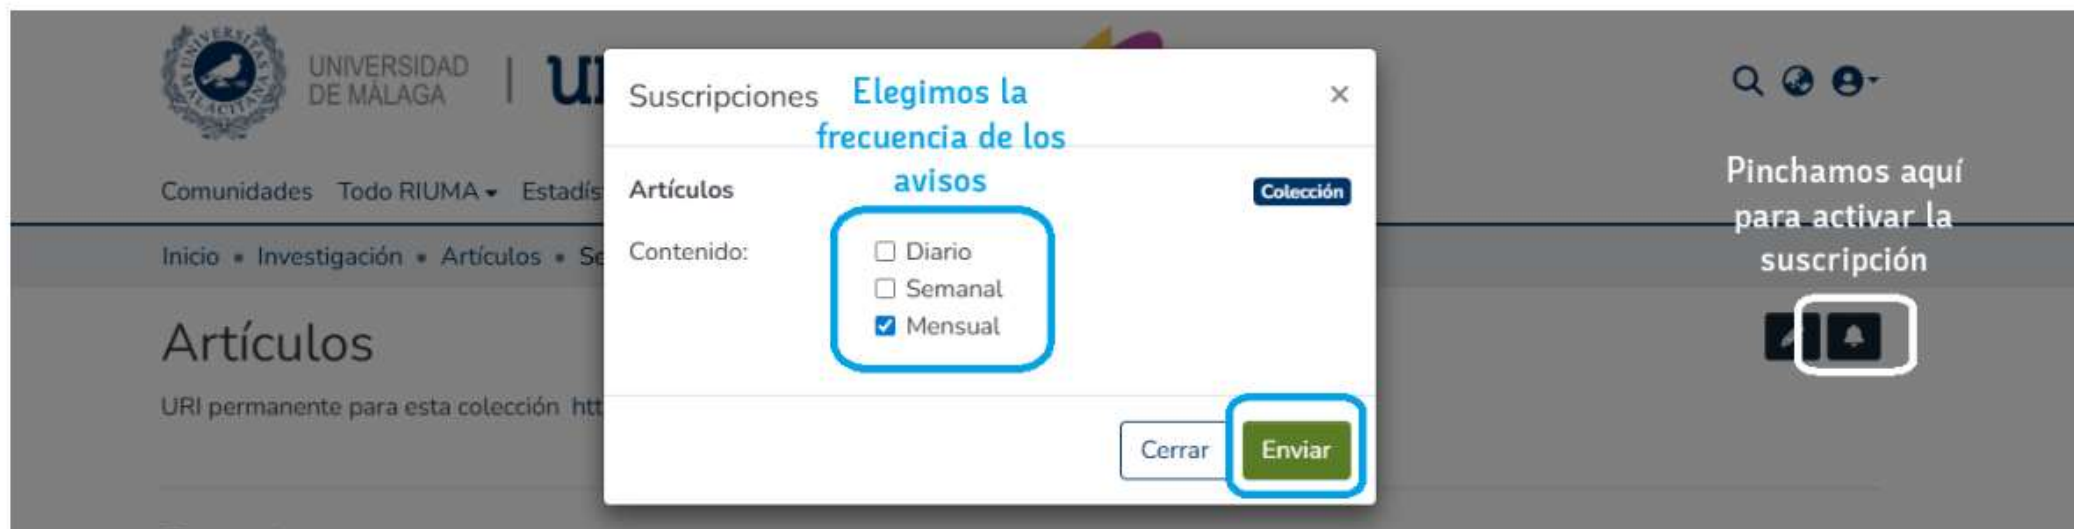 UNIVERSIDAD
DE MÁLAGA
Suscripciones
×
Elegimos la
frecuencia de los
avisos
Comunidades Todo RIUMA
Artículos
Colección
Pinchamos aquí
para activar la
suscripción
Inicio • Investigación • Artículos •
Contenido:
Diario
Semanal
Mensual
Artículos
URI permanente para esta colección
Cerrar
Enviar